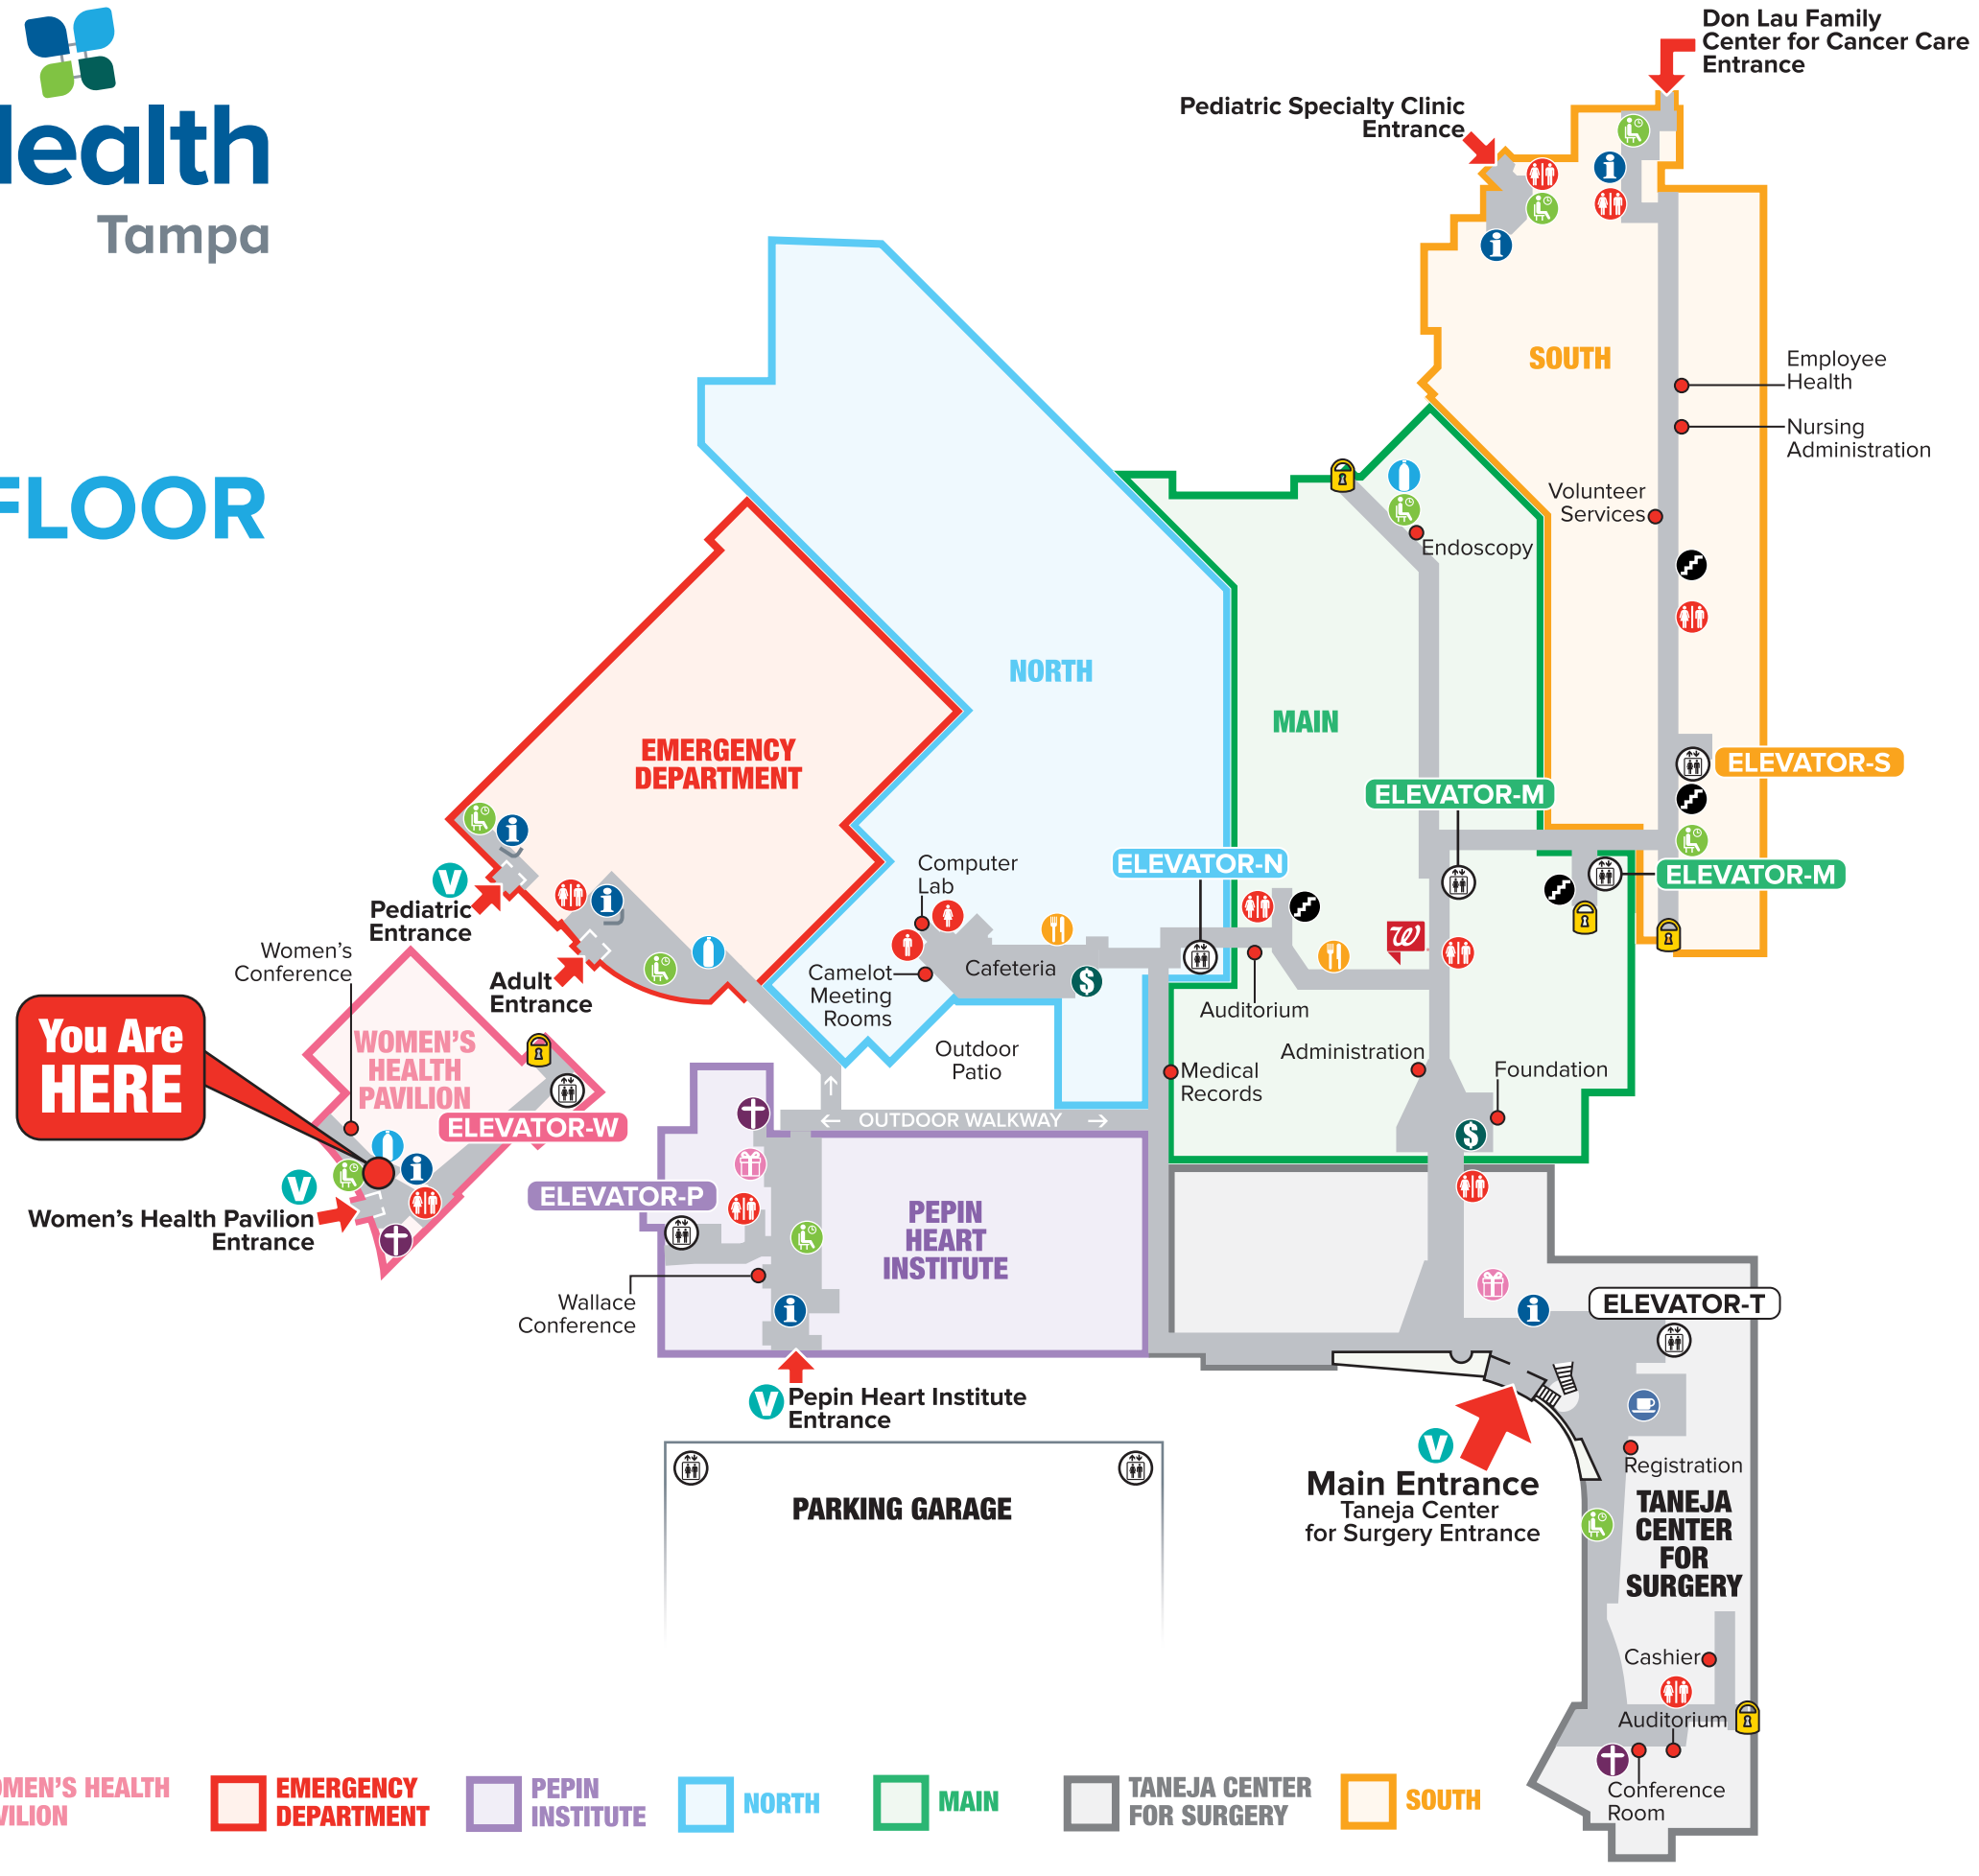 Health
Tampa
FLOOR
Don Lau Family
Center for Cancer Care
Entrance
Pediatric Specialty Clinic
Entrance
SOUTH
Employee
Health
Nursing
Administration
Volunteer
Services
Endoscopy
NORTH
MAIN
EMERGENCY
DEPARTMENT
ELEVATOR-S
ELEVATOR-M
ELEVATOR-N
ELEVATOR-M
Computer
Lab
Pediatric
Entrance
Women's
Conference
Adult
Entrance
Camelot
Meeting
Rooms
Cafeteria
$
W
Auditorium
You Are
HERE
WOMEN'S
HEALTH
PAVILION
Outdoor
Patio
Administration
Medical
Records
Foundation
$
ELEVATOR-W
OUTDOOR WALKWAY
V
V
Women's Health Pavilion
Entrance
ELEVATOR-P
PEPIN
HEART
INSTITUTE
Wallace
Conference
ELEVATOR-T
V
Pepin Heart Institute
Entrance
V
Main Entrance
Taneja Center
for Surgery Entrance
Registration
PARKING GARAGE
TANEJA
CENTER
FOR
SURGERY
Cashier
Auditorium
Conference
Room
OMEN'S HEALTH
VILION
EMERGENCY
DEPARTMENT
PEPIN
INSTITUTE
NORTH
MAIN
TANEJA CENTER
FOR SURGERY
SOUTH